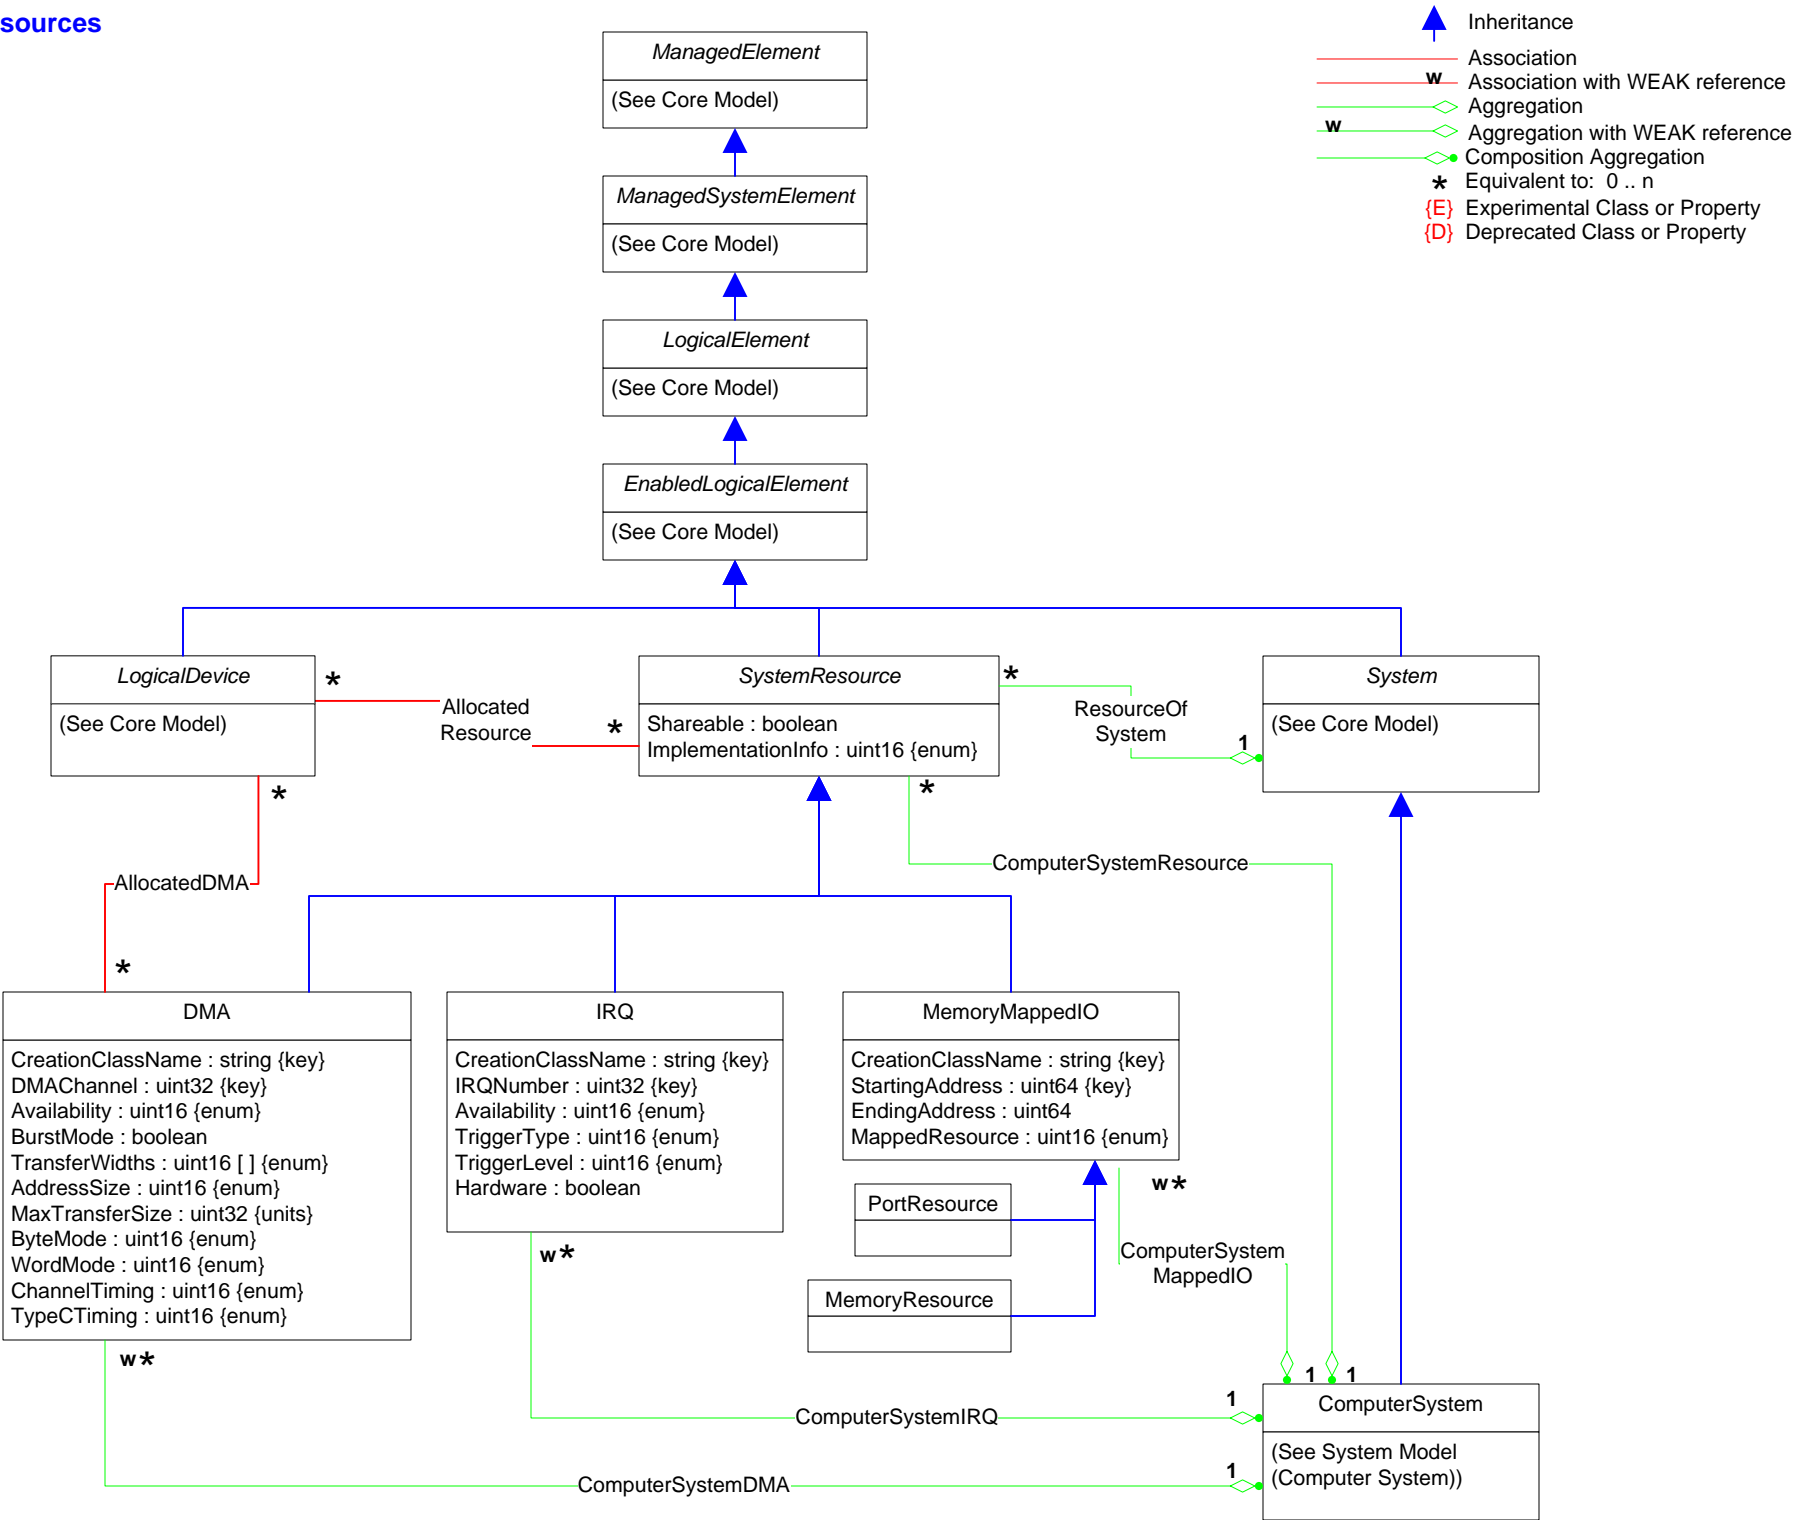 sources
Inheritance
Association
w
Association with WEAK reference
Aggregation
w
Aggregation with WEAK reference
Composition Aggregation
* Equivalent to: 0 .. n
{E} Experimental Class or Property
{D} Deprecated Class or Property
ManagedElement
(See Core Model)
ManagedSystemElement
(See Core Model)
LogicalElement
(See Core Model)
EnabledLogicalElement
(See Core Model)
LogicalDevice
(See Core Model)
*
Allocated
Resource
*
SystemResource
Shareable : boolean
ImplementationInfo : uint16 {enum}
*
ResourceOf
System
1
System
(See Core Model)
*
*
AllocatedDMA
*
ComputerSystemResource
DMA
CreationClassName : string {key}
DMAChannel : uint32 {key}
Availability : uint16 {enum}
BurstMode : boolean
TransferWidths : uint16 [ ] {enum}
AddressSize : uint16 {enum}
MaxTransferSize : uint32 {units}
ByteMode : uint16 {enum}
WordMode : uint16 {enum}
ChannelTiming : uint16 {enum}
TypeCTiming : uint16 {enum}
w*
IRQ
CreationClassName : string {key}
IRQNumber : uint32 {key}
Availability : uint16 {enum}
TriggerType : uint16 {enum}
TriggerLevel : uint16 {enum}
Hardware : boolean
w*
MemoryMappedIO
CreationClassName : string {key}
StartingAddress : uint64 {key}
EndingAddress : uint64
MappedResource : uint16 {enum}
w*
PortResource
MemoryResource
ComputerSystem
MappedIO
1
1
ComputerSystemIRQ
1
ComputerSystemDMA
1
ComputerSystem
(See System Model
(Computer System))